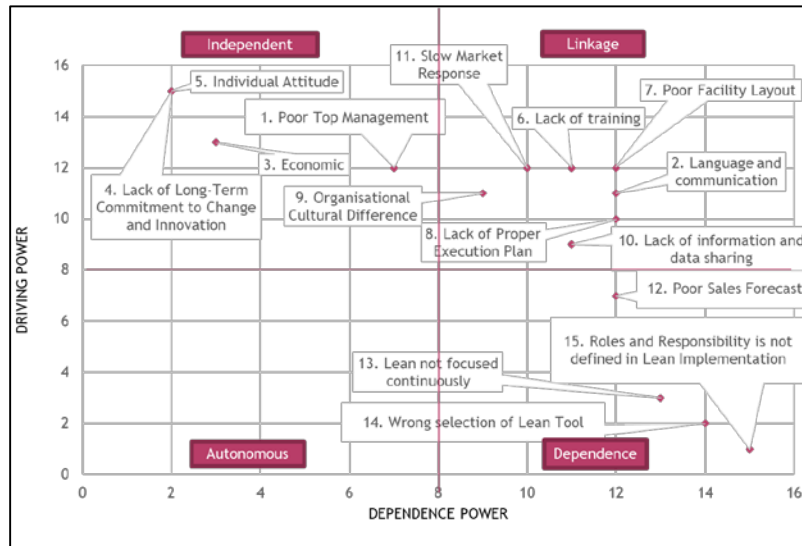 Independent
Linkage
11. Slow Market
Response
5. Individual Attitude
7. Poor Facility Layout
1. Poor Top Management
6. Lack of training
3. Economic
2. Language and
communication
4. Lack of Long-Term
Commitment to Change
and Innovation
9. Organisational
Cultural Difference
8. Lack of Proper
Execution Plan
10. Lack of information and
data sharing
12. Poor Sales Forecast
15. Roles and Responsibility is not
defined in Lean Implementation
13. Lean not focused
continuously
14. Wrong selection of Lean Tool
Autonomous
Dependence
DRIVING POWER
16
14
12
10
8
6
4
2
0
0 2 4 6 8 10 12 14 16
DEPENDENCE POWER